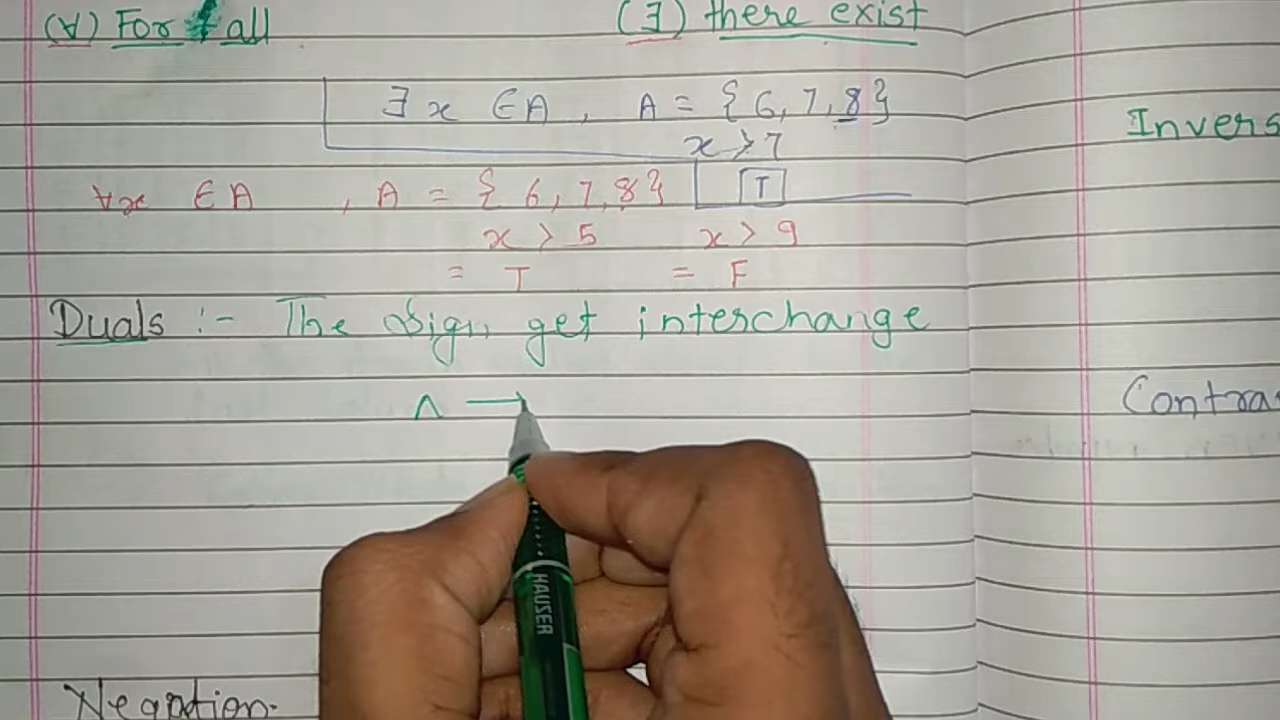 (∀) For all (∃) there exist
∃ x ∈ A , A = {6, 7, 8}
x > 7
∀x ∈ A , A = {6, 7, 8} T
x > 5 x > 9
= T = F
Duals :- The sign get interchange
∧ →
Negation.
Invers
Contra
HAUSER